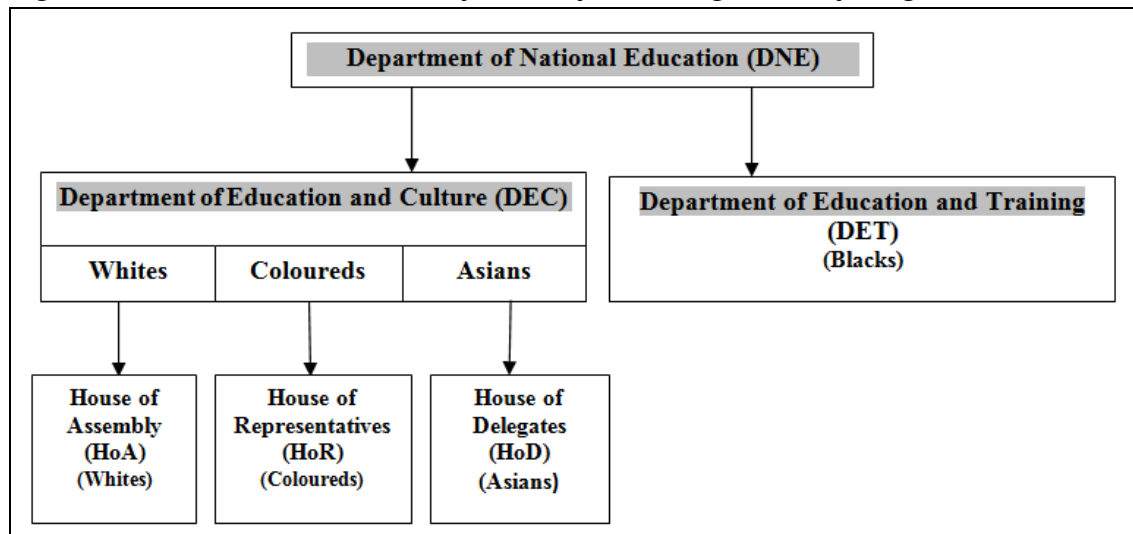 Department of National Education (DNE)
Department of Education and Culture (DEC)
Whites
Coloureds
Asians
Department of Education and Training
(DET)
(Blacks)
House of
Assembly
(HoA)
(Whites)
House of
Representatives
(HoR)
(Coloureds)
House of
Delegates
(HoD)
(Asians)